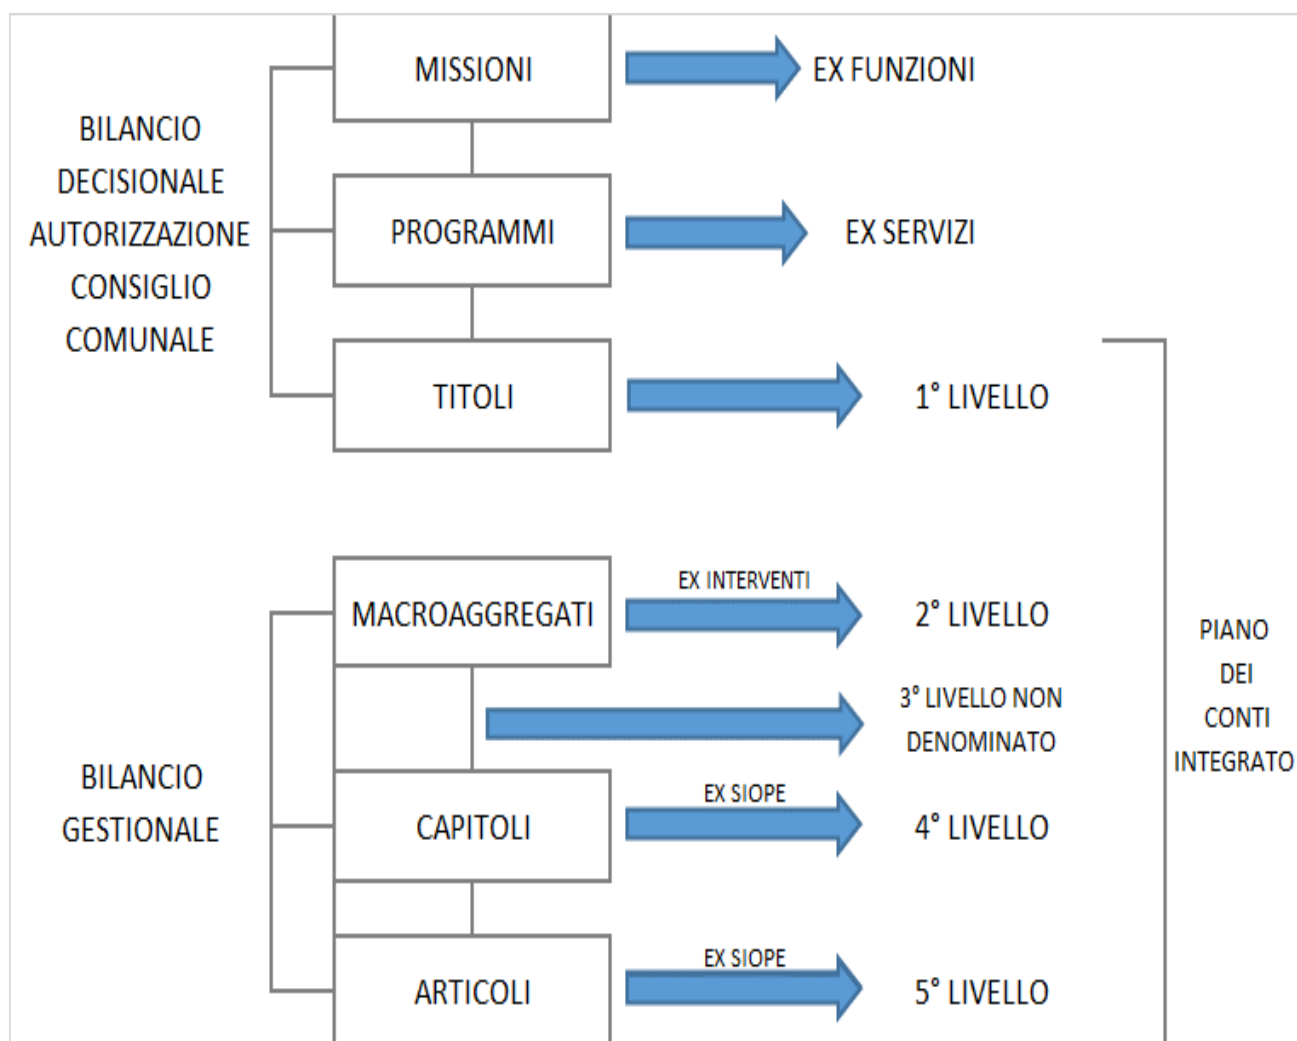 MISSIONI
EX FUNZIONI
BILANCIO
DECISIONALE
AUTORIZZAZIONE
CONSIGLIO
COMUNALE
PROGRAMMI
EX SERVIZI
TITOLI
1° LIVELLO
MACROAGGREGATI
EX INTERVENTI
2° LIVELLO
3° LIVELLO NON
DENOMINATO
PIANO
DEI
CONTI
INTEGRATO
BILANCIO
GESTIONALE
CAPITOLI
EX SIOPE
4° LIVELLO
ARTICOLI
EX SIOPE
5° LIVELLO